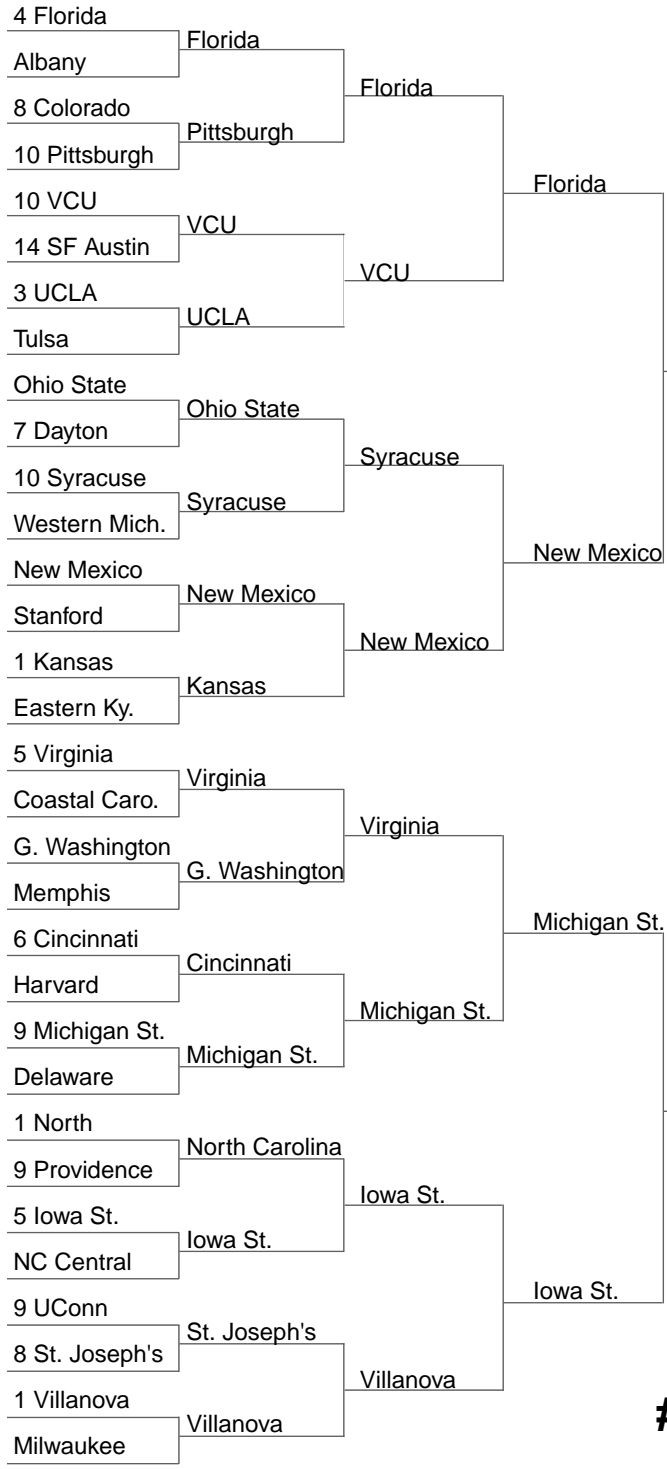 4 Florida
Albany
8 Colorado
10 Pittsburgh
10 VCU
14 SF Austin
3 UCLA
Tulsa
Ohio State
7 Dayton
10 Syracuse
Western Mich.
New Mexico
Stanford
1 Kansas
Eastern Ky.
5 Virginia
Coastal Caro.
G. Washington
Memphis
6 Cincinnati
Harvard
9 Michigan St.
Delaware
1 North
9 Providence
5 Iowa St.
NC Central
9 UConn
8 St. Joseph's
1 Villanova
Milwaukee
Florida
Pittsburgh
VCU
UCLA
Ohio State
Syracuse
New Mexico
Kansas
Virginia
G. Washington
Cincinnati
Michigan St.
North Carolina
Iowa St.
St. Joseph's
Villanova
Florida
VCU
Syracuse
New Mexico
Virginia
Michigan St.
Iowa St.
Villanova
Florida
New Mexico
Michigan St.
Iowa St.
#